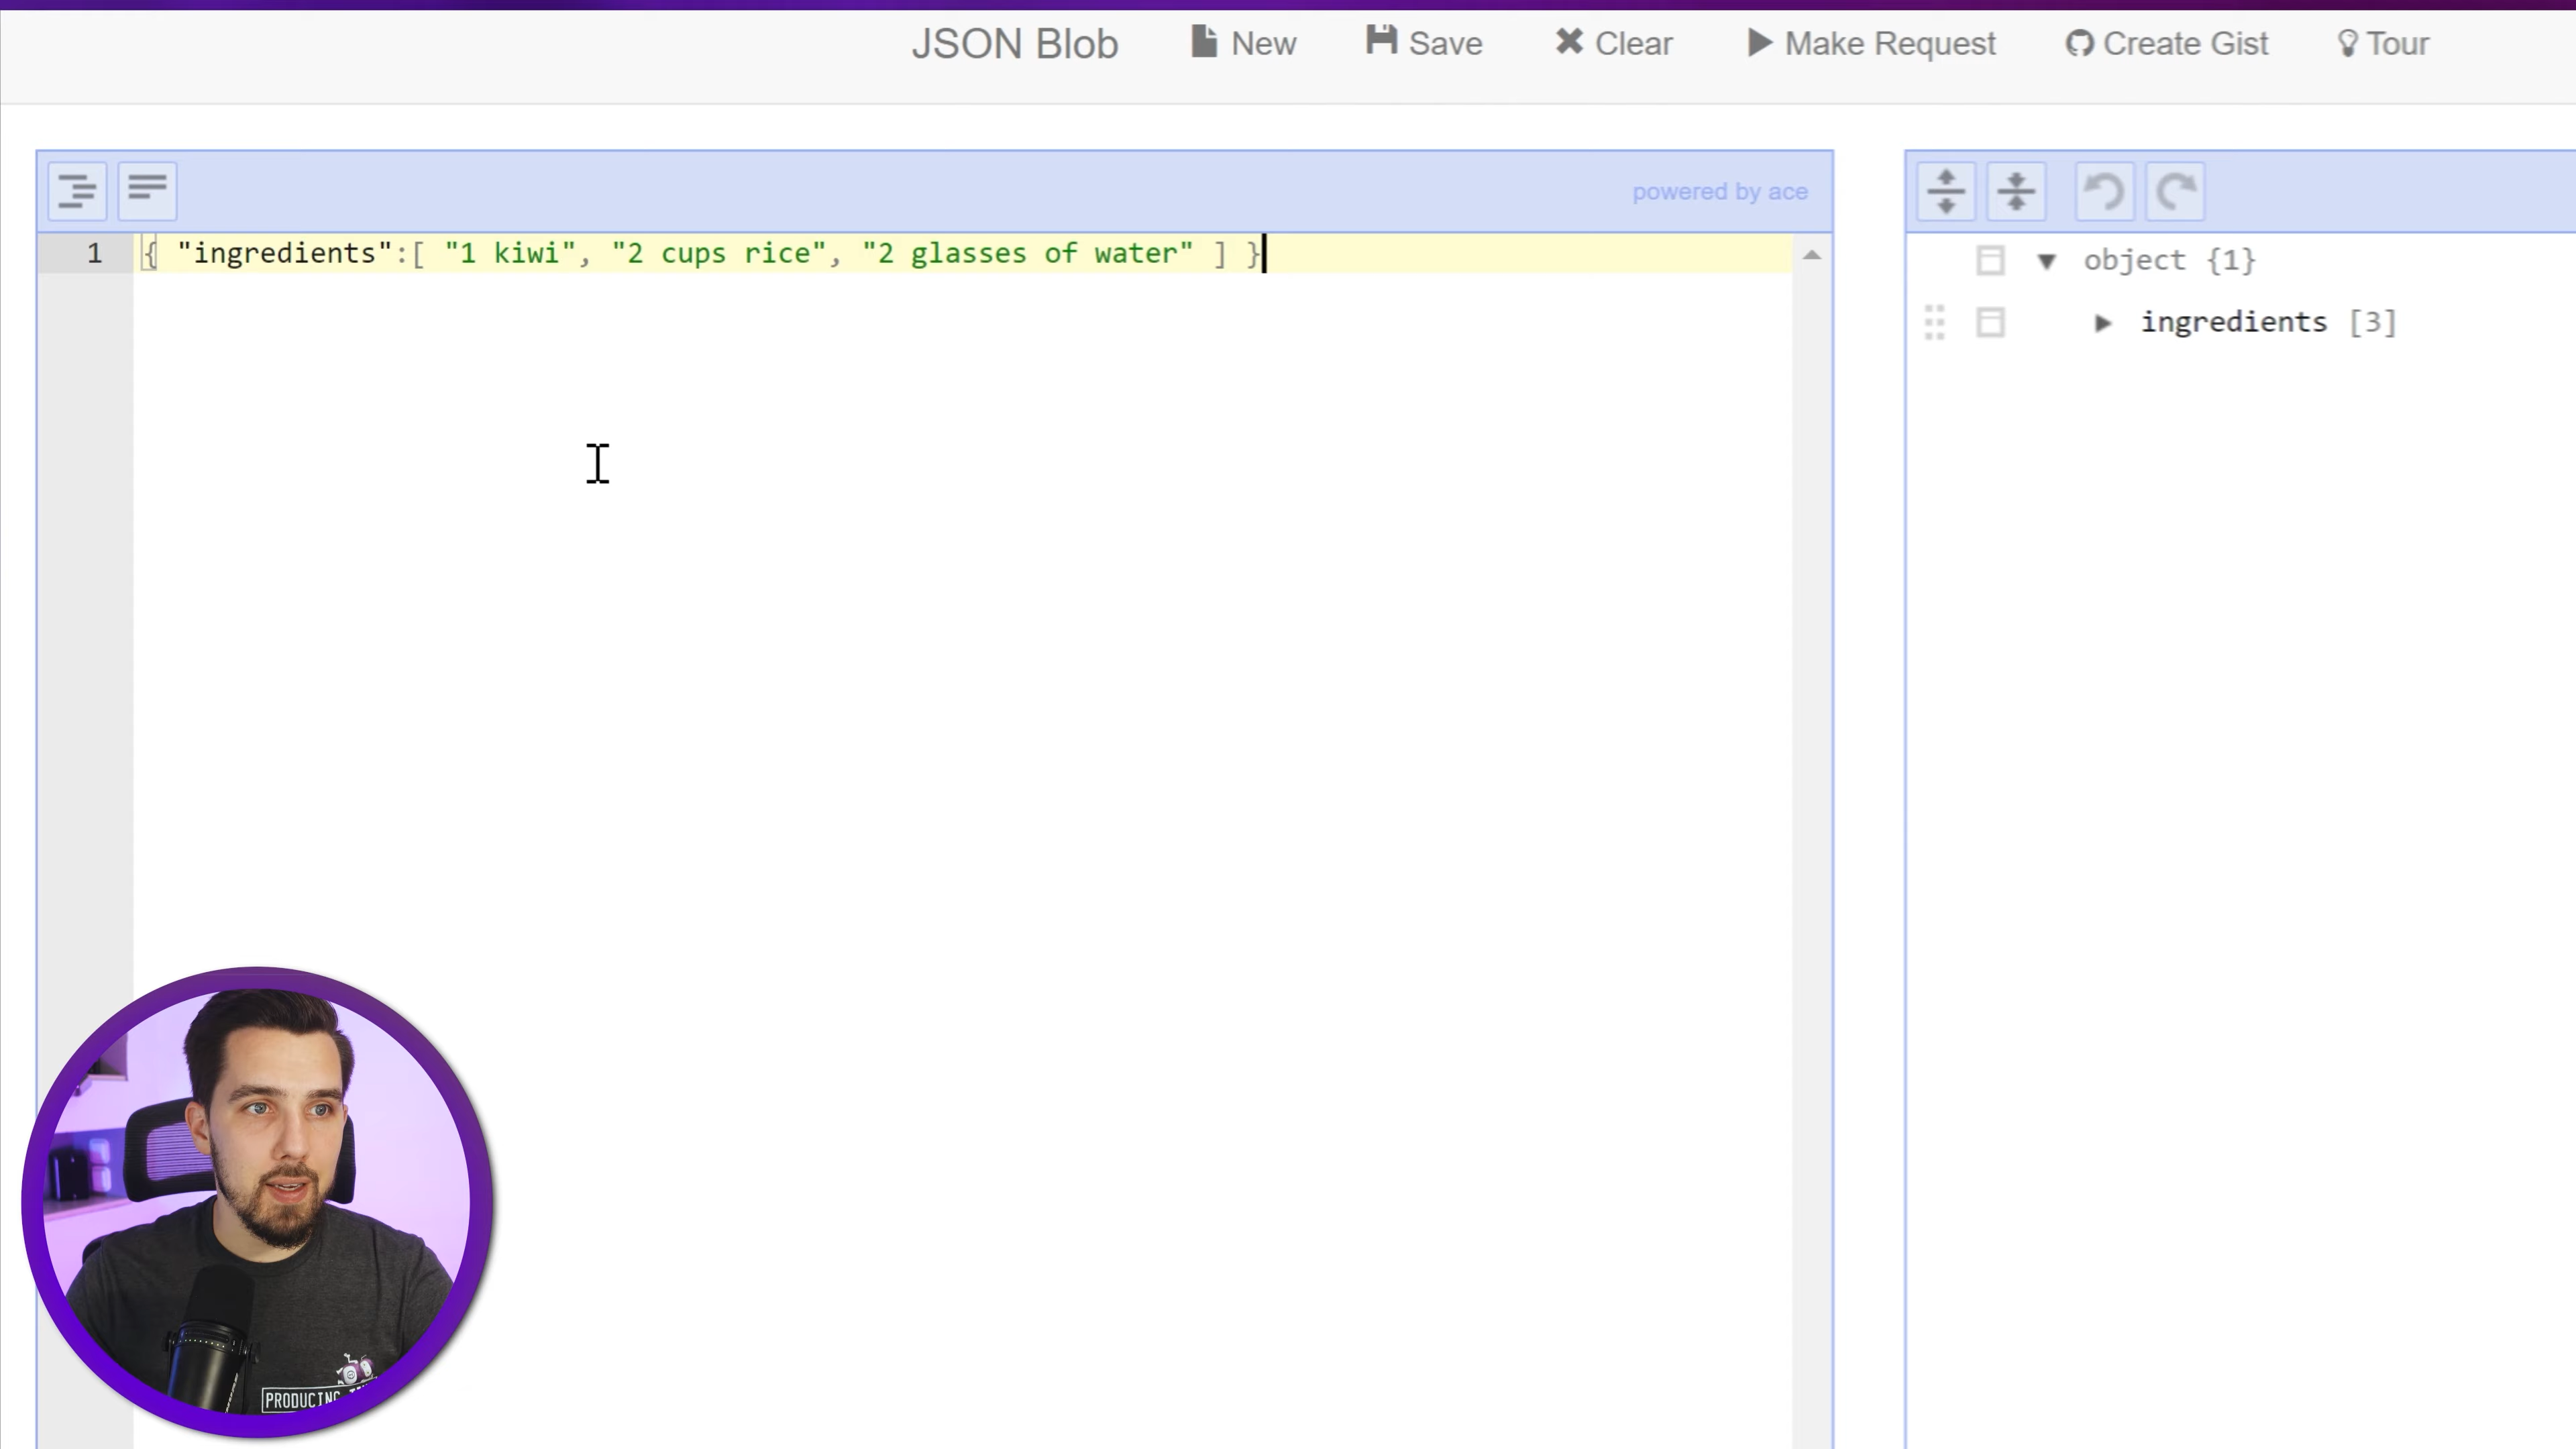 JSON Blob New Save Clear Make Request Create Gist Tour
powered by ace
1 { "ingredients":[ "1 kiwi", "2 cups rice", "2 glasses of water" ] }
object {1}
ingredients [3]